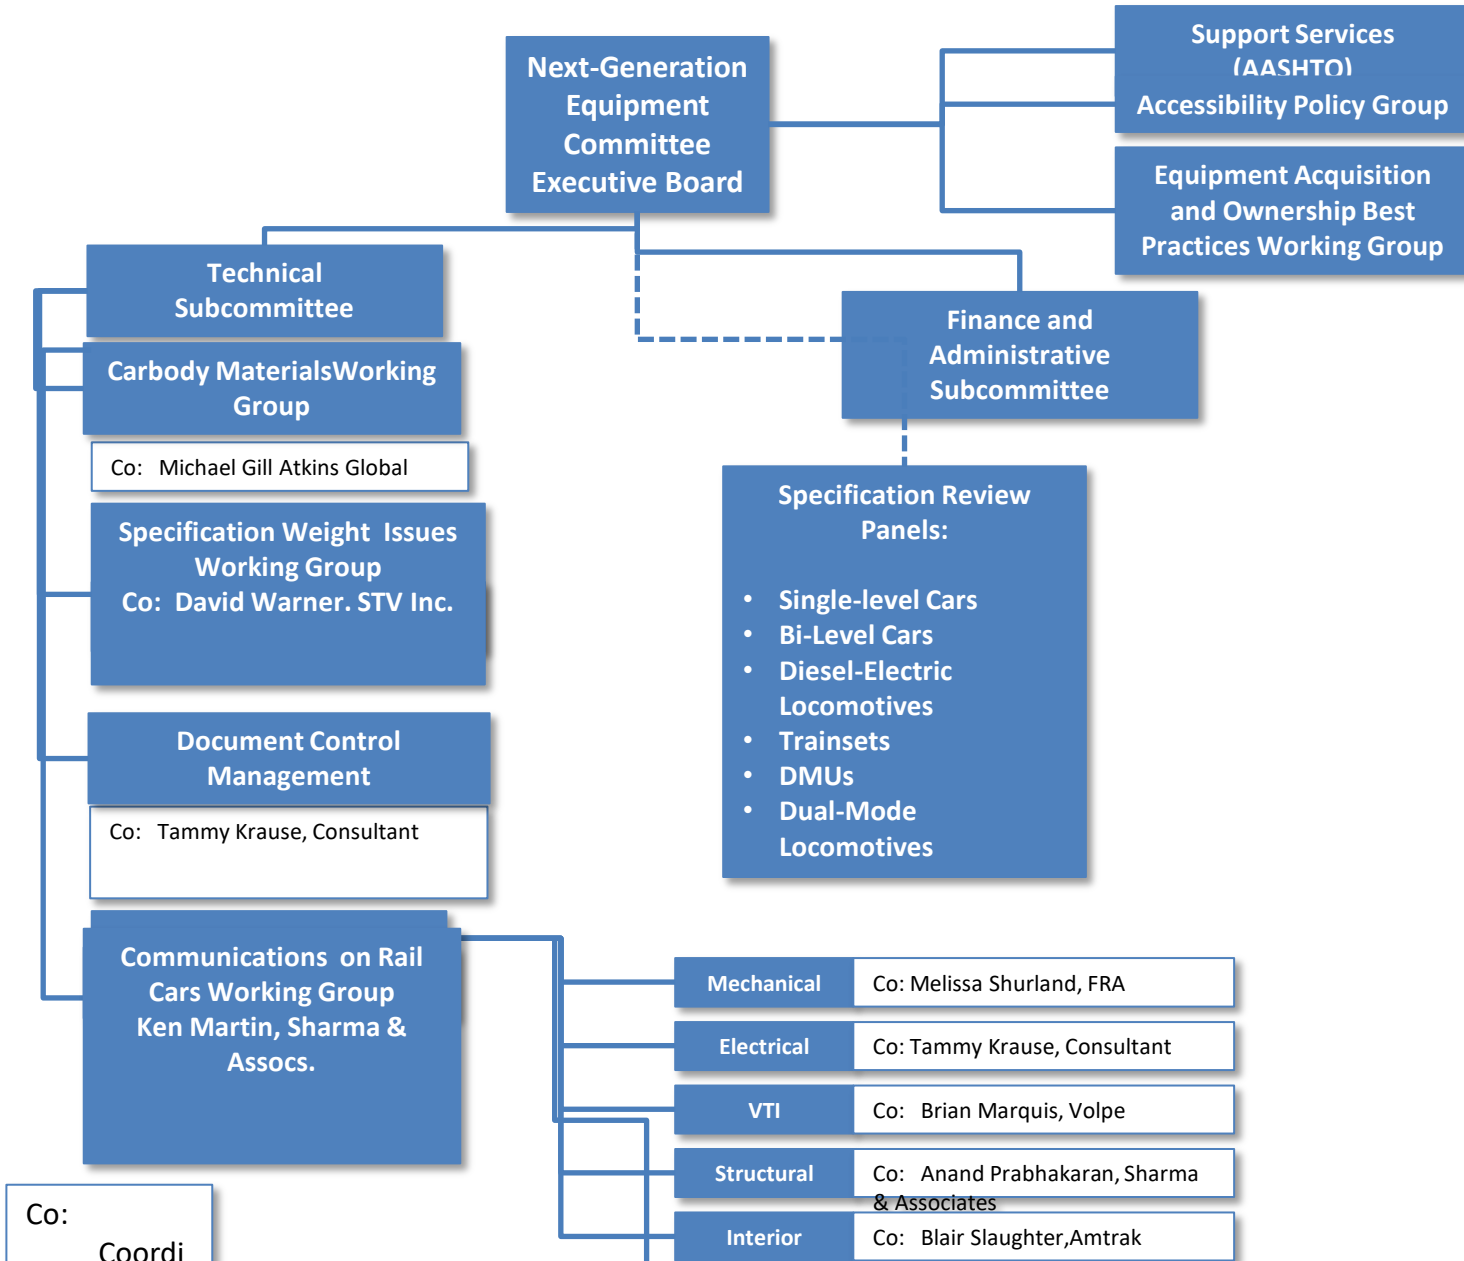 Support Services
(AASHTO)
Accessibility Policy Group
Equipment Acquisition
and Ownership Best
Practices Working Group
Next-Generation
Equipment
Committee
Executive Board
Technical
Subcommittee
Finance and
Administrative
Subcommittee
Carbody MaterialsWorking
Group
Co: Michael Gill Atkins Global
Specification Weight Issues
Working Group
Co: David Warner. STV Inc.
Document Control
Management
Co: Tammy Krause, Consultant
Communications on Rail
Cars Working Group
Ken Martin, Sharma &
Assocs.
Specification Review
Panels:
• Single-level Cars
• Bi-Level Cars
• Diesel-Electric
Locomotives
• Trainsets
• DMUs
• Dual-Mode
Locomotives
Mechanical Co: Melissa Shurland, FRA
Electrical Co: Tammy Krause, Consultant
VTI Co: Brian Marquis, Volpe
Structural Co: Anand Prabhakaran, Sharma
& Associates
Interior Co: Blair Slaughter,Amtrak
Co:
Coordi